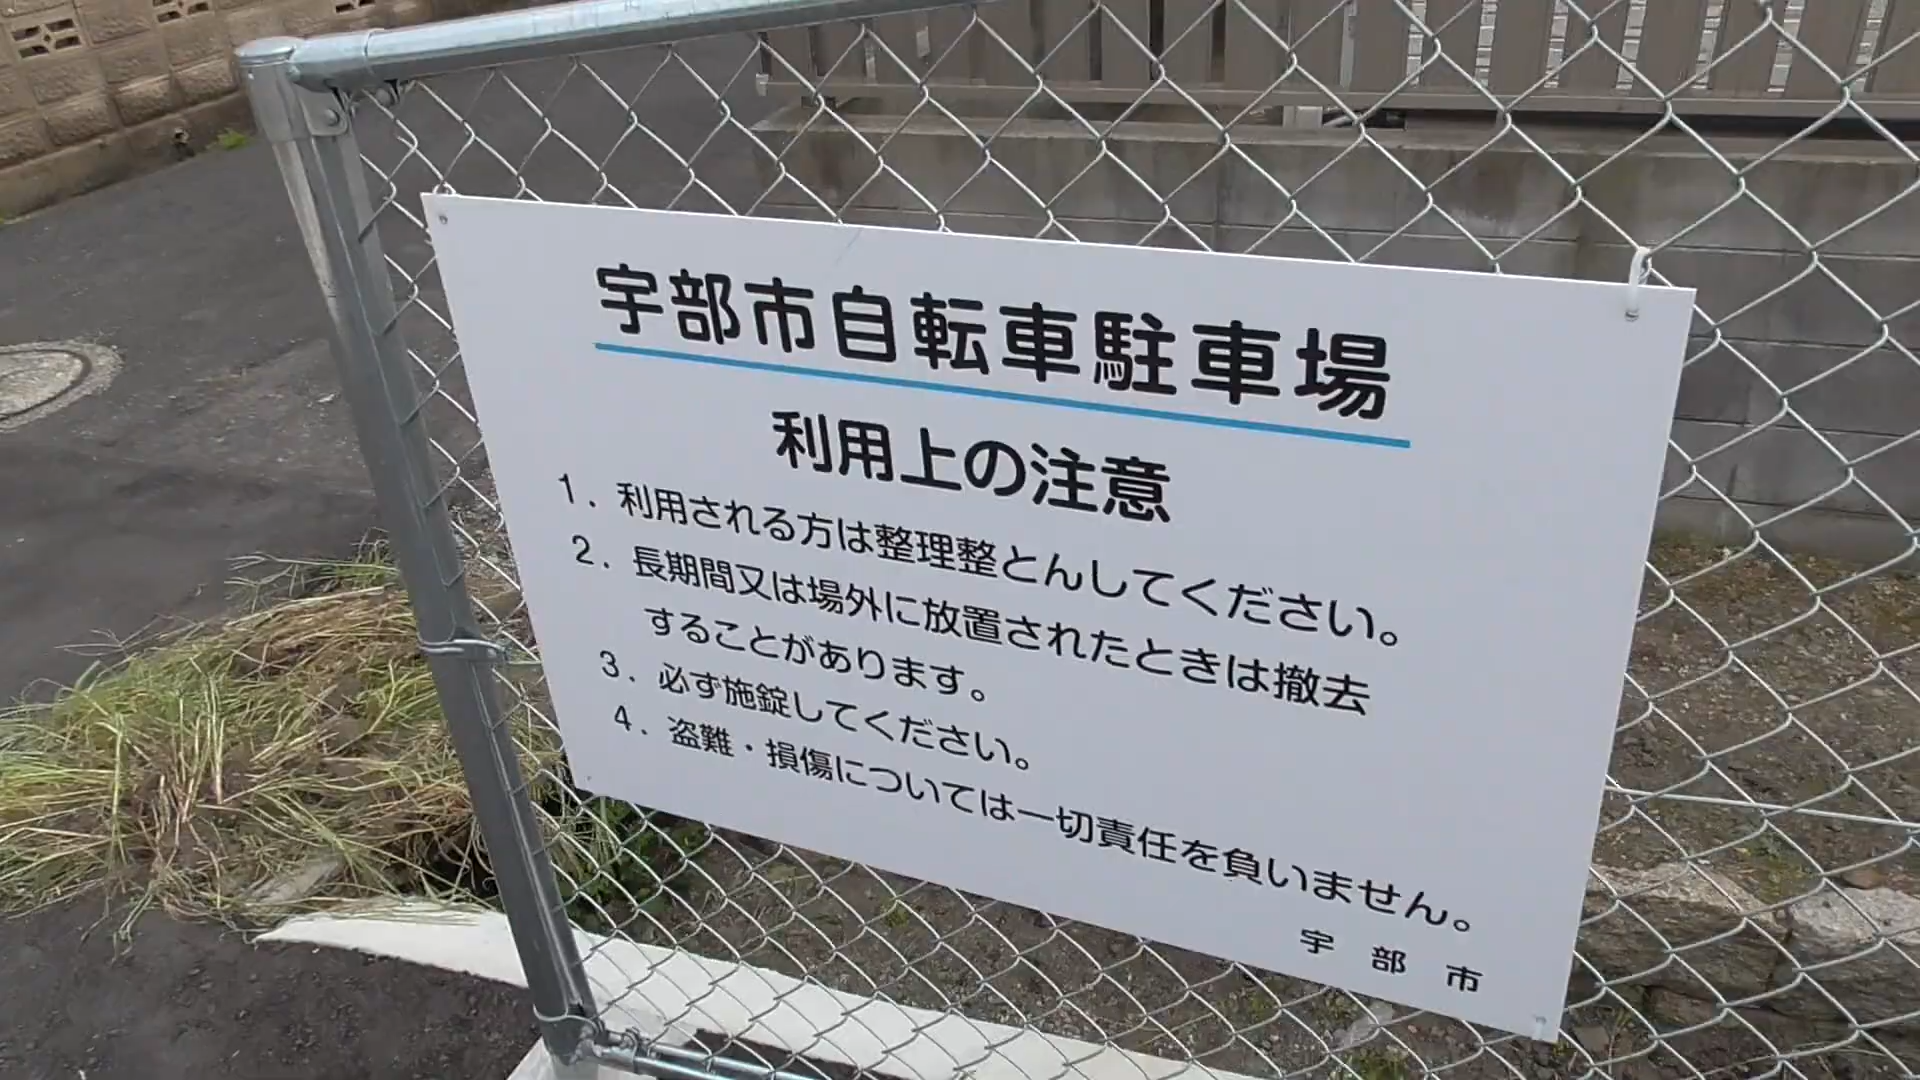 宇部市自転車駐車場
利用上の注意
1. 利用される方は整理整とんしてください。
2. 長期間又は場外に放置されたときは撤去
することがあります。
3. 必ず施錠してください。
4. 盗難・損傷については一切責任を負いません。
宇部市